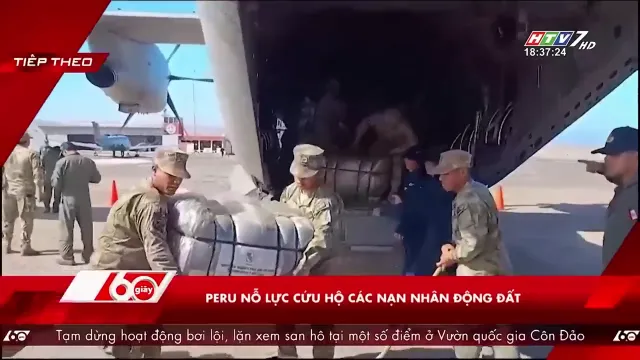 TIẾP THEO
HTV7 HD
18:37:24
60 giây
PERU NỖ LỰC CỨU HỘ CÁC NẠN NHÂN ĐỘNG ĐẤT
60
Tạm dừng hoạt động bơi lội, lặn xem san hô tại một số điểm ở Vườn quốc gia Côn Đảo
60